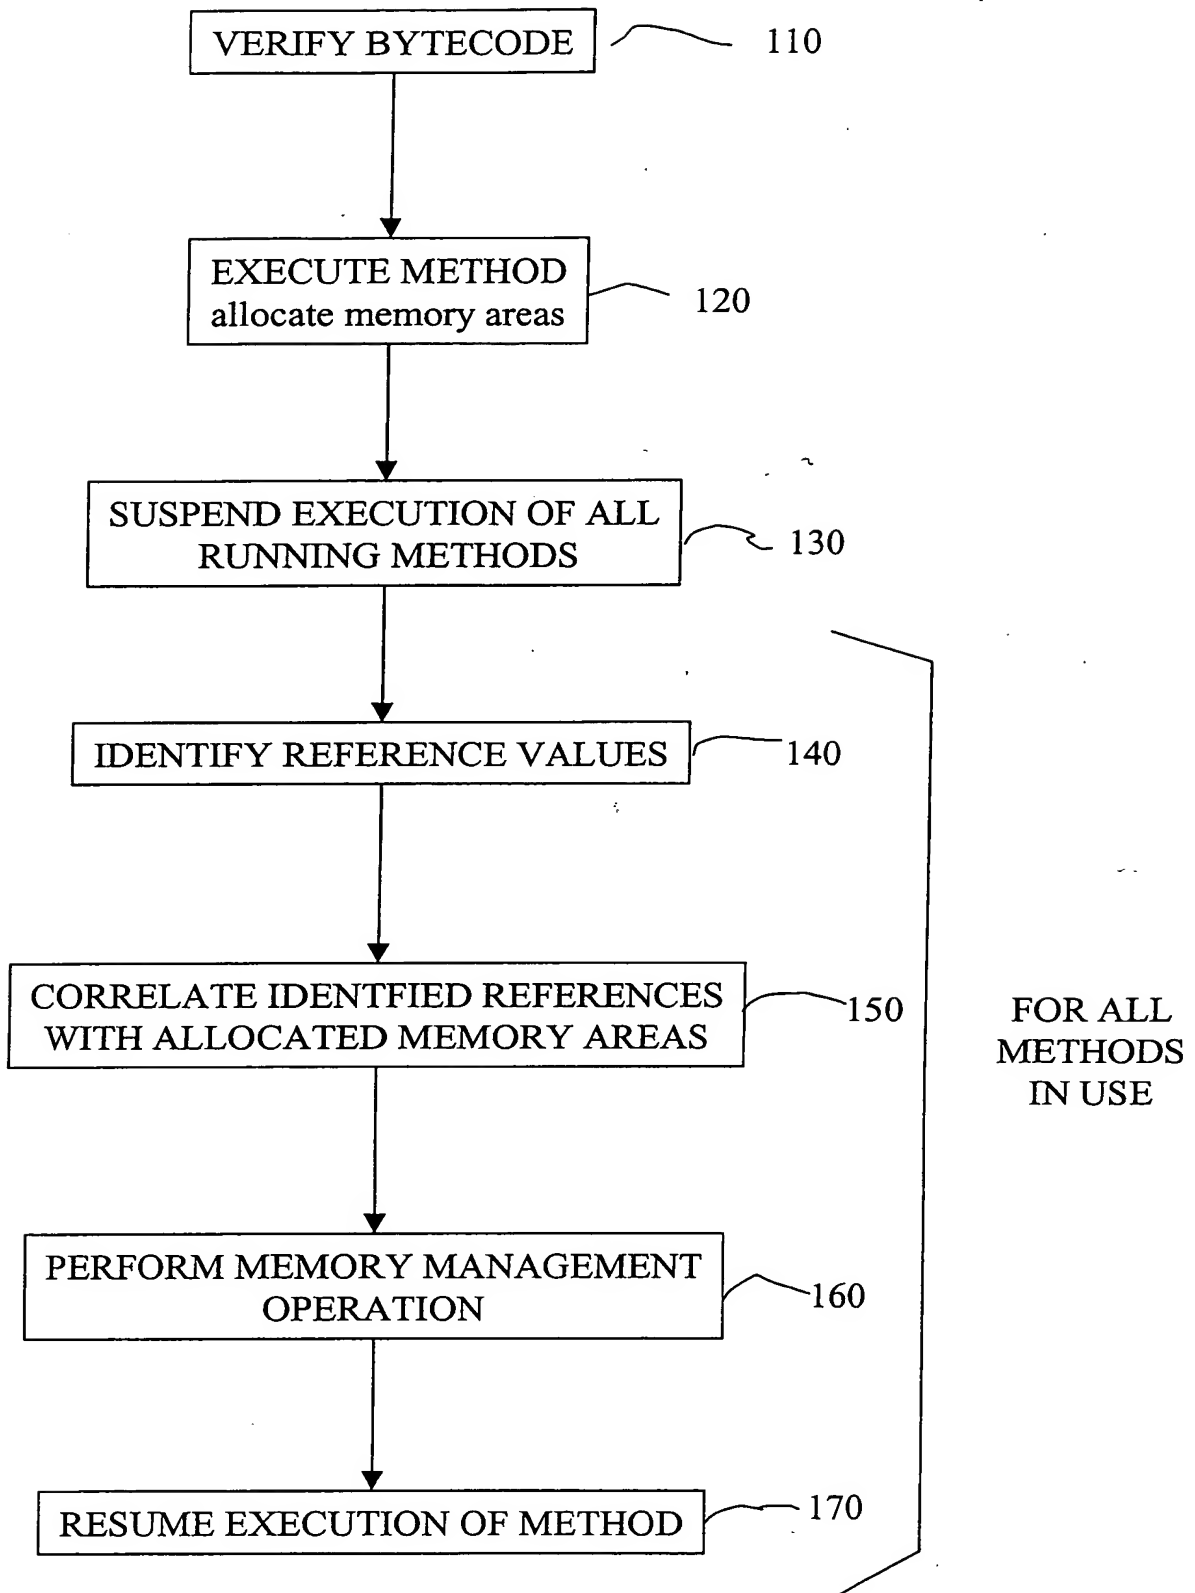 VERIFY BYTECODE
110
EXECUTE METHOD
allocate memory areas
120
SUSPEND EXECUTION OF ALL
RUNNING METHODS
130
IDENTIFY REFERENCE VALUES
140
CORRELATE IDENTFIED REFERENCES
WITH ALLOCATED MEMORY AREAS
150
FOR ALL
METHODS
IN USE
PERFORM MEMORY MANAGEMENT
OPERATION
160
RESUME EXECUTION OF METHOD
170